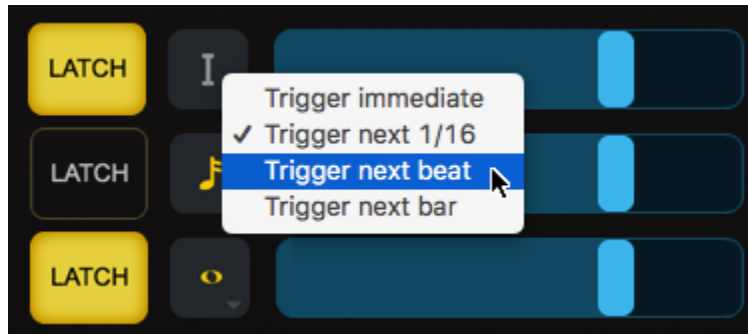 LATCH
I
Trigger immediate
✓ Trigger next 1/16
LATCH
Trigger next beat
Trigger next bar
LATCH